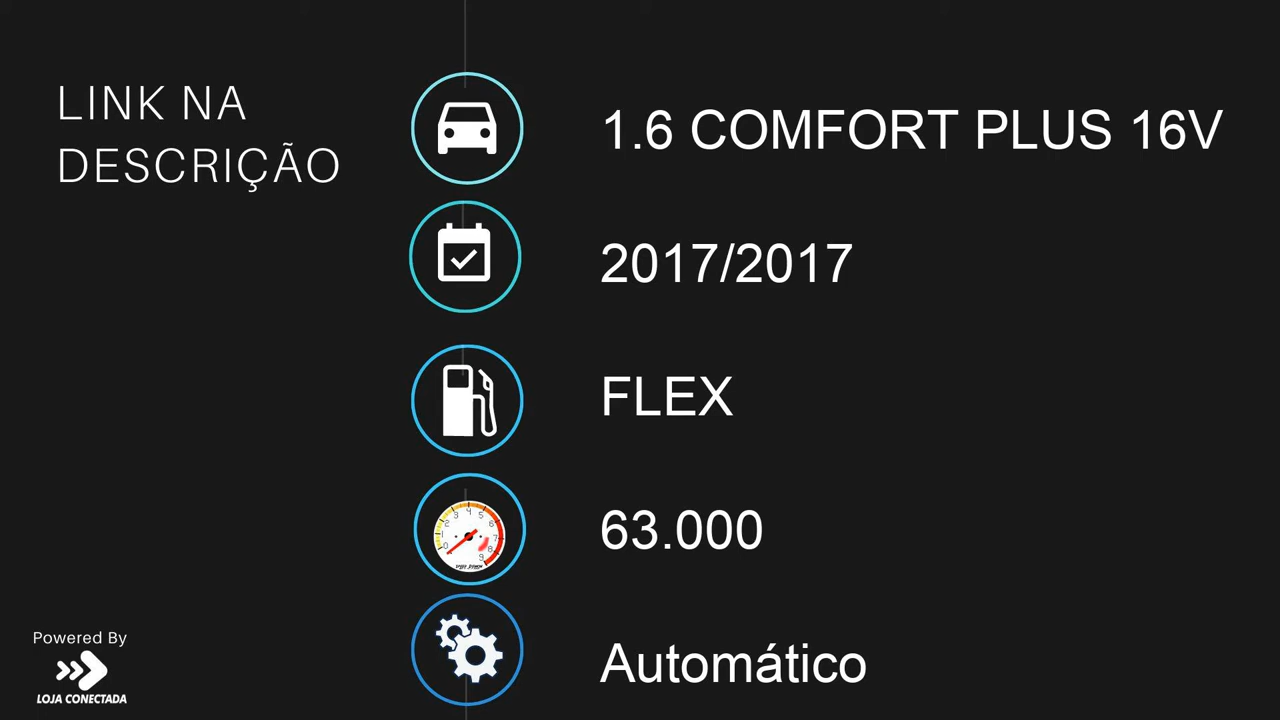 LINK NA
DESCRIÇÃO
1.6 COMFORT PLUS 16V
2017/2017
FLEX
63.000
Automático
Powered By
LOJA CONECTADA